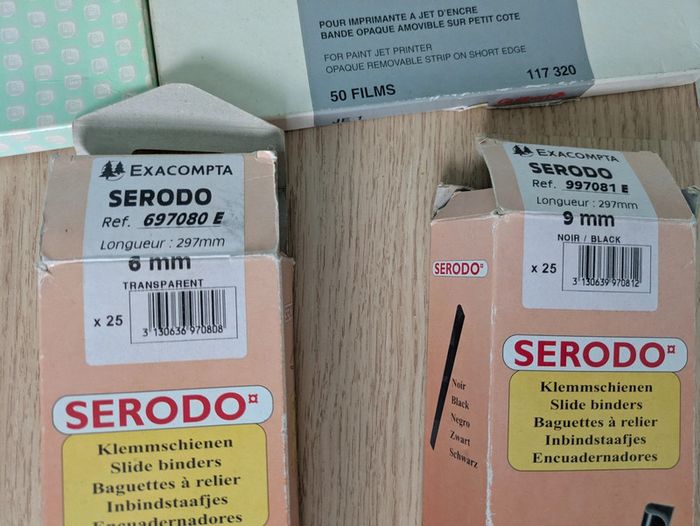 POUR IMPRIMANTE A JET D'ENCRE
BANDE OPAQUE AMOVIBLE SUR PETIT COTE
FOR PAINT JET PRINTER
OPAQUE REMOVABLE STRIP ON SHORT EDGE
50 FILMS
117 320
EXACOMPTA
SERODO
Ref. 697080 E
Longueur : 297mm
6 mm
TRANSPARENT
x 25
3 130636 970808
SERODO¤
Klemmschienen
Slide binders
Baguettes à relier
Inbindstaafjes
Encuadernadores
EXACOMPTA
SERODO
Ref. 997081 E
Longueur : 297mm
9 mm
NOIR / BLACK
x 25
3 130639 970812
SERODO¤
Noir
Black
Negro
Zwart
Schwarz
SERODO¤
Klemmschienen
Slide binders
Baguettes à relier
Inbindstaafjes
Encuadernadores